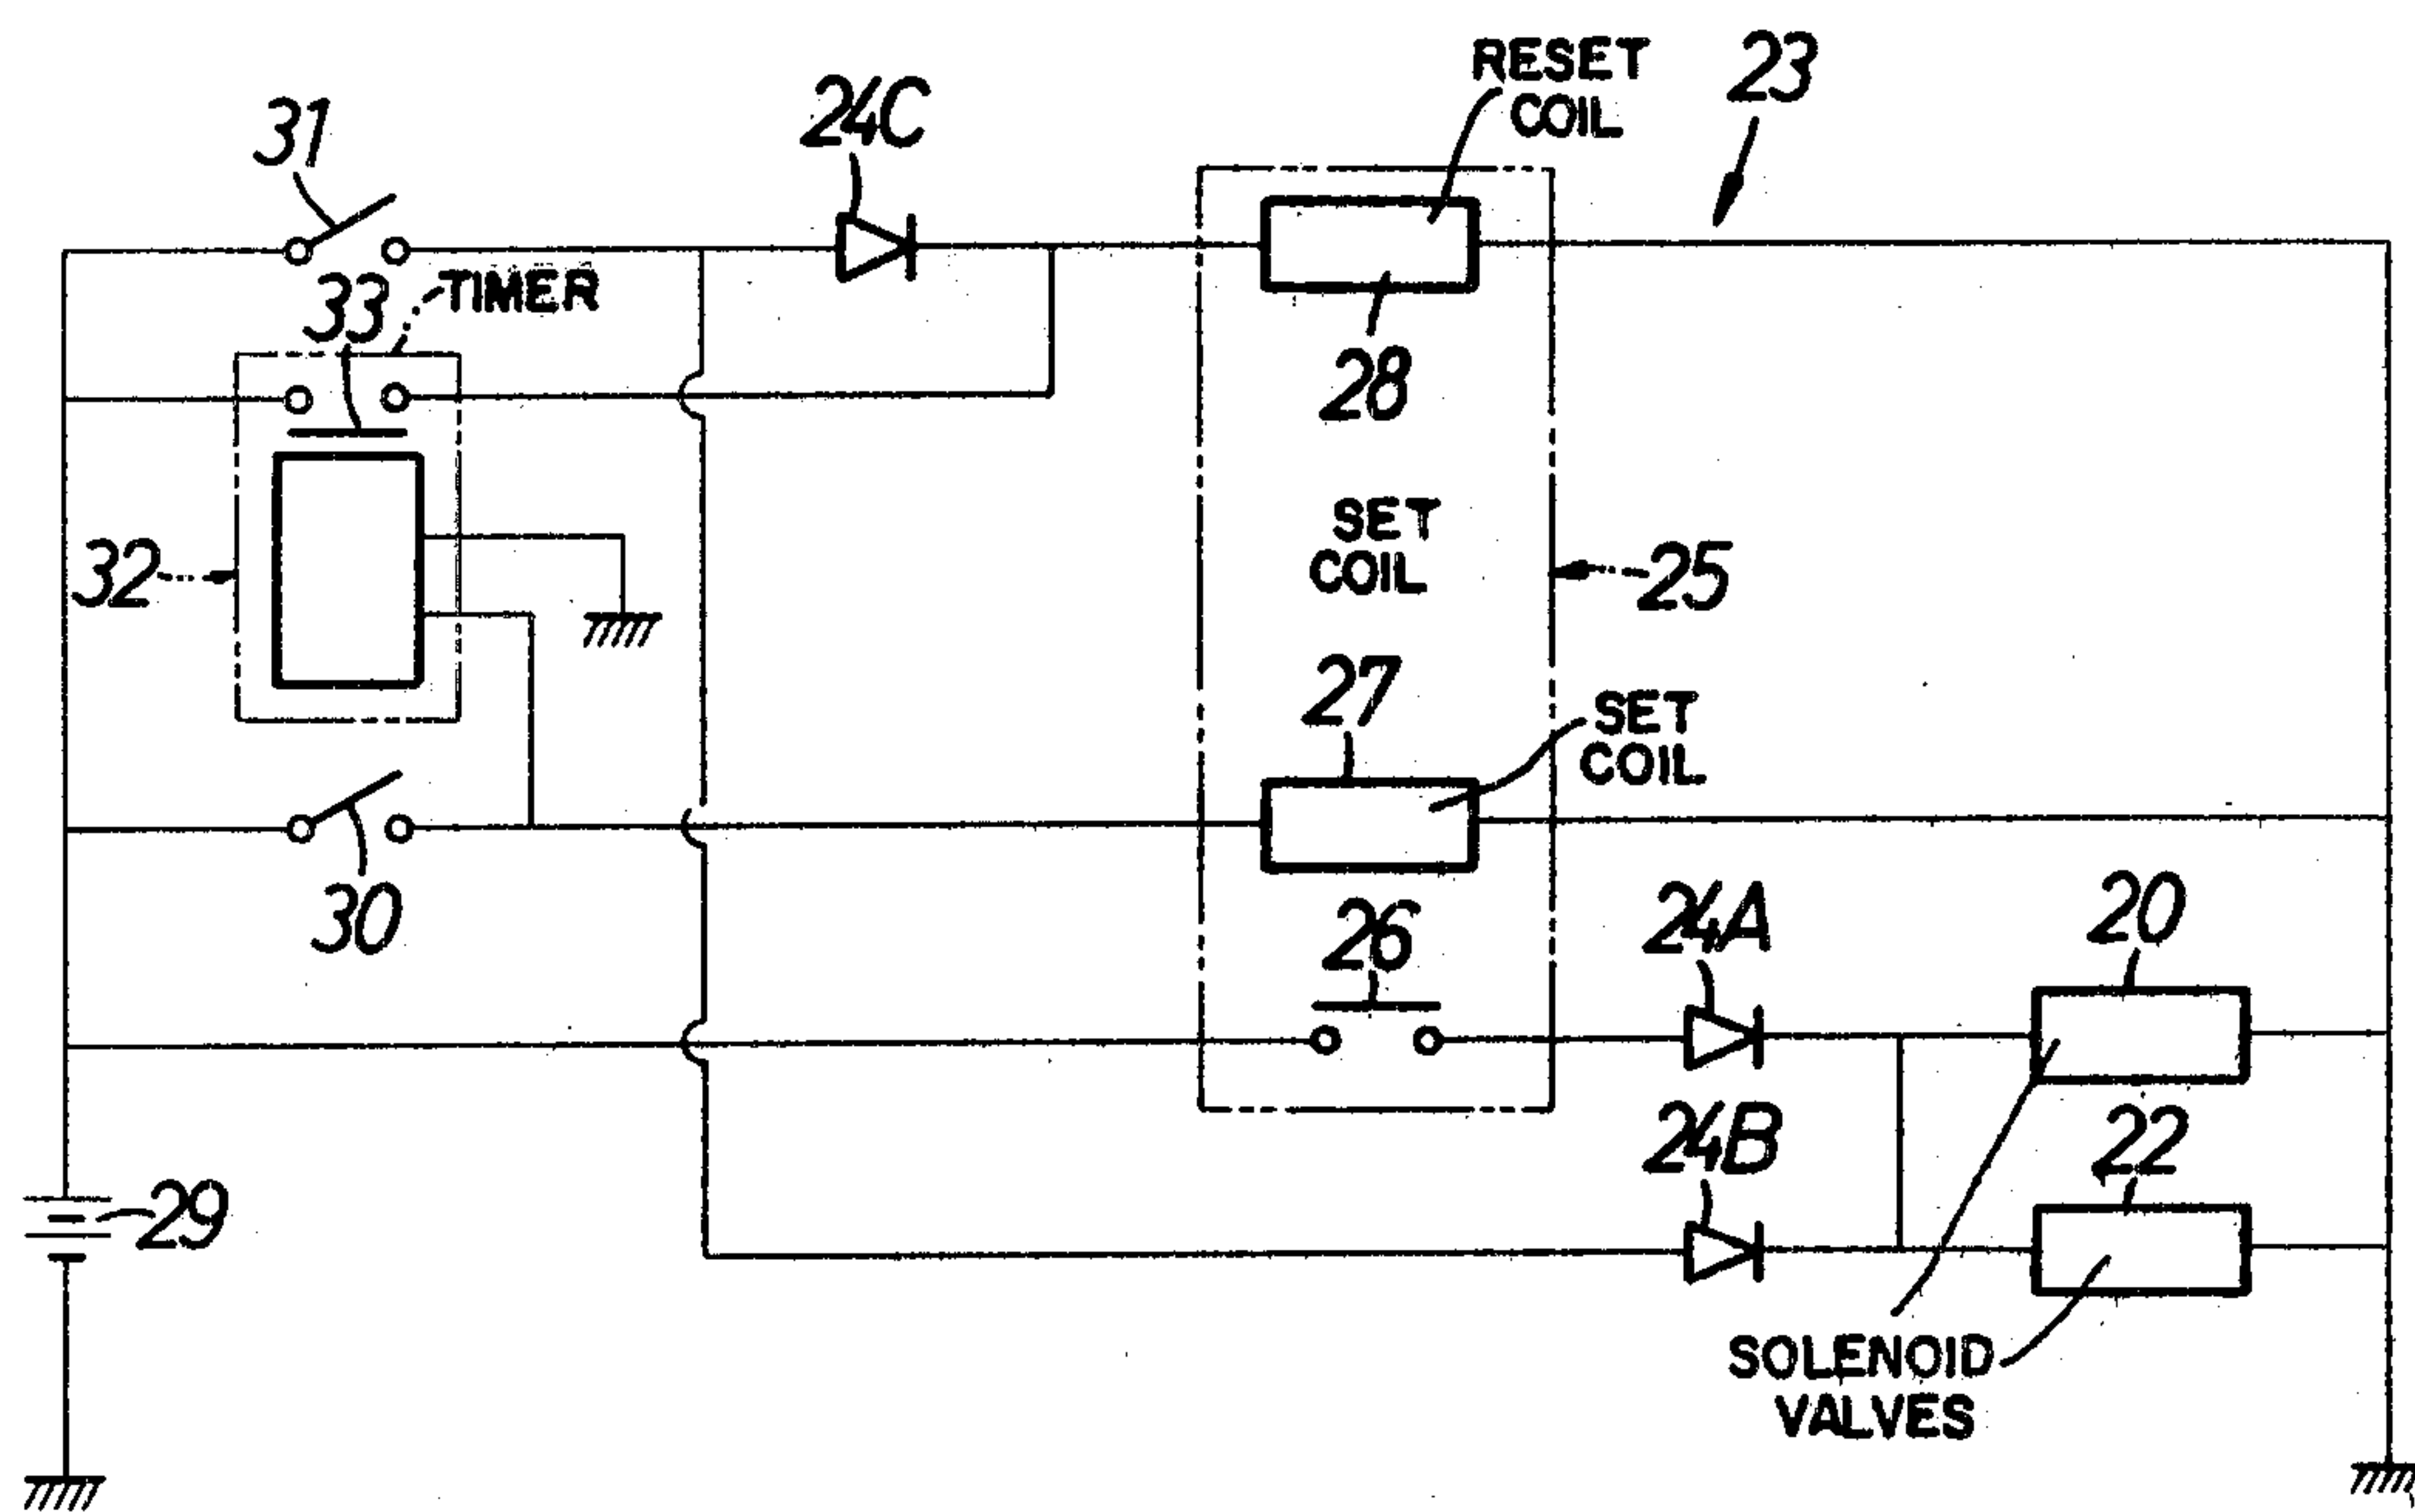 RESET
COIL
23
24C
31
33
TIMER
28
SET
COIL
32
25
27
SET
COIL
30
26
24A
20
24B
22
29
SOLENOID
VALVES